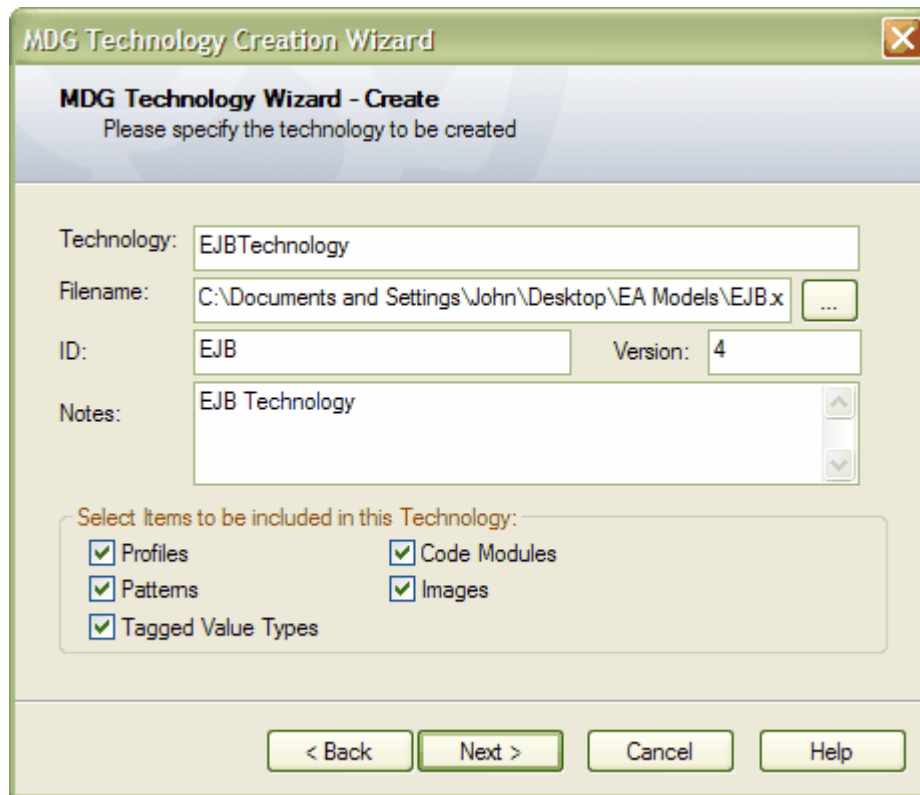 MDG Technology Creation Wizard
MDG Technology Wizard - Create
Please specify the technology to be created
Technology: EJBTechnology
Filename: C:\Documents and Settings\John\Desktop\EA Models\EJB.x ...
ID: EJB Version: 4
Notes: EJB Technology
Select Items to be included in this Technology:
Profiles Code Modules
Patterns Images
Tagged Value Types
< Back Next > Cancel Help